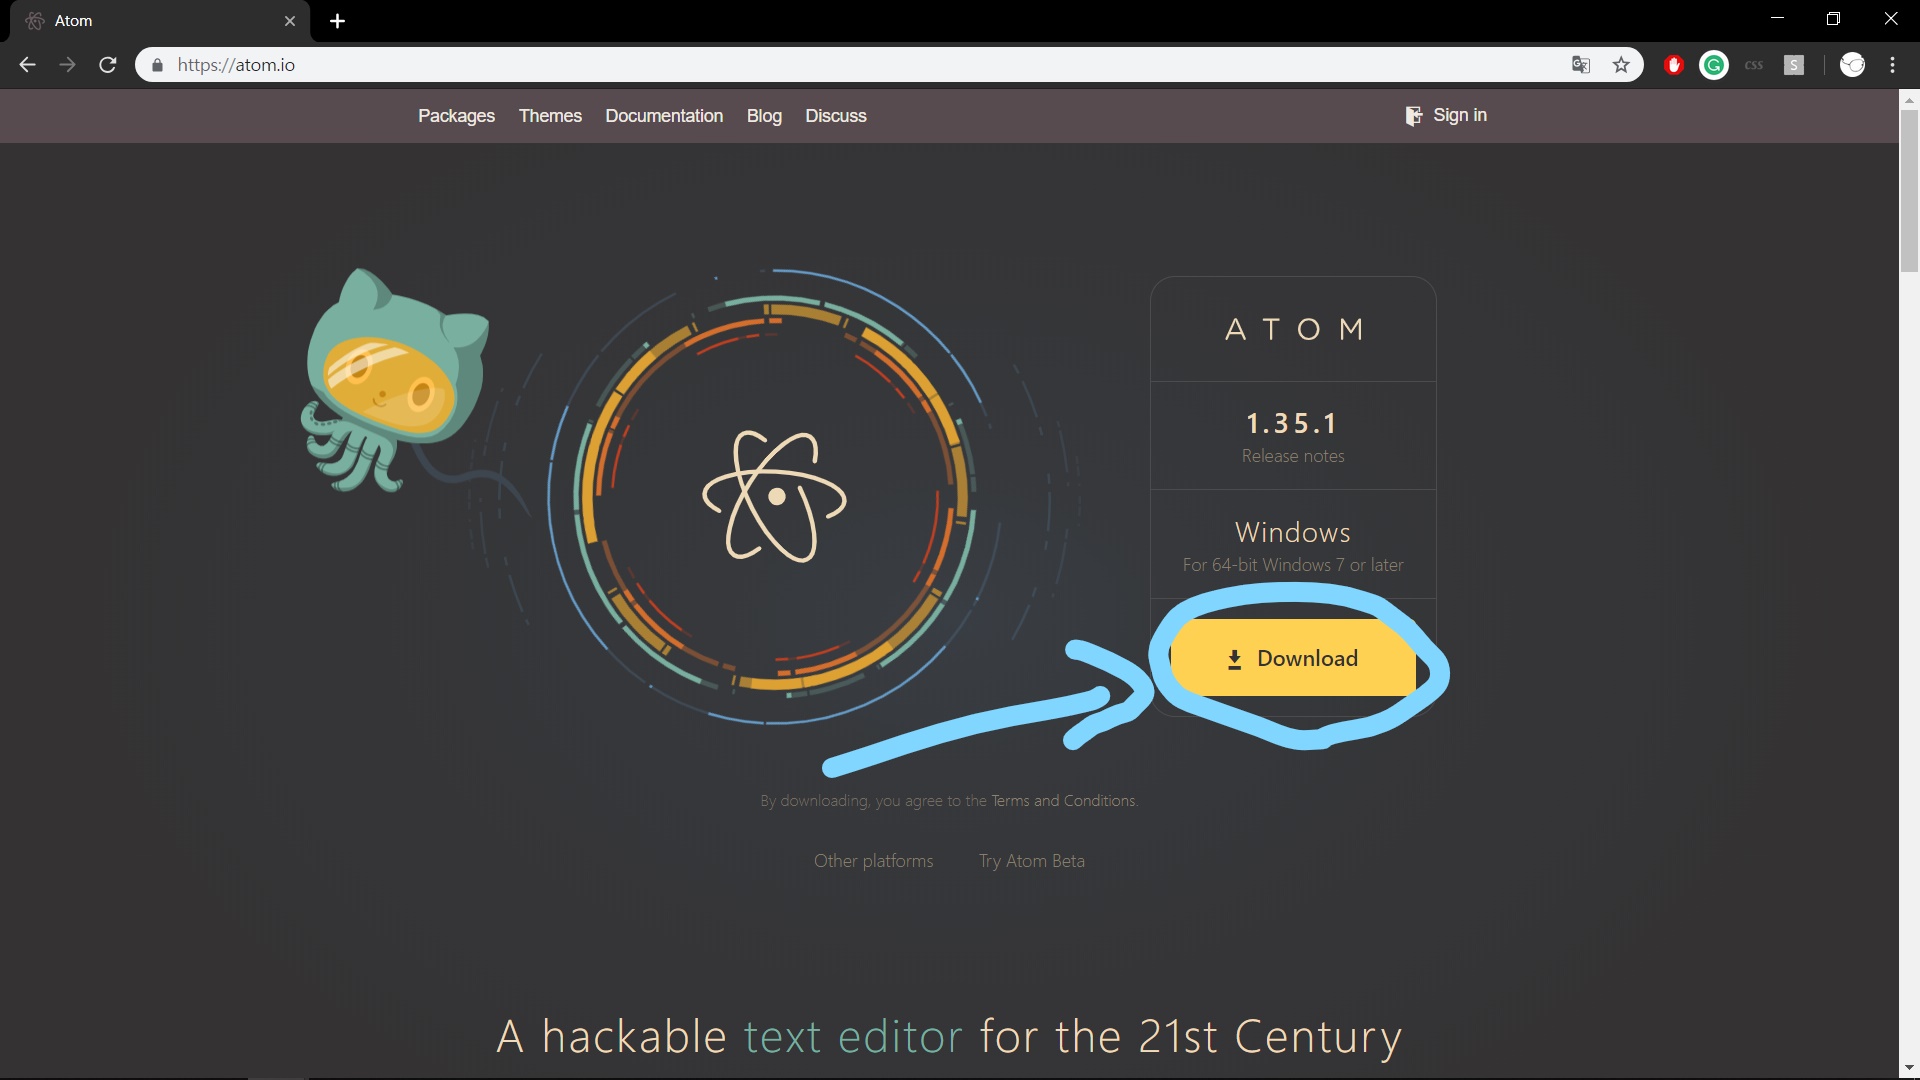 Atom
https://atom.io
css
S
Packages Themes Documentation Blog Discuss
Sign in
ATOM
1.35.1
Release notes
Windows
For 64-bit Windows 7 or later
Download
By downloading, you agree to the Terms and Conditions.
Other platforms Try Atom Beta
A hackable text editor for the 21st Century